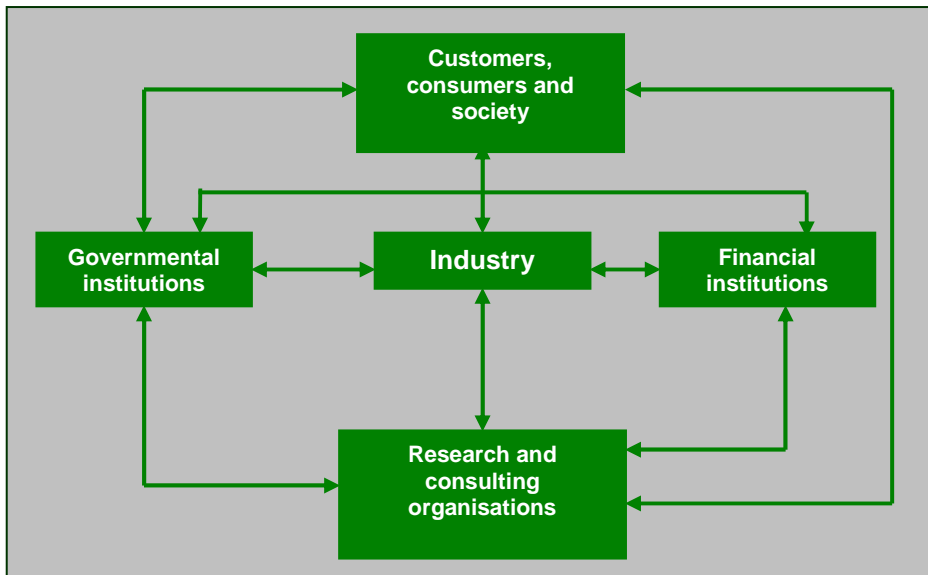 Customers,
consumers and
society
Governmental
institutions
Industry
Financial
institutions
Research and
consulting
organisations